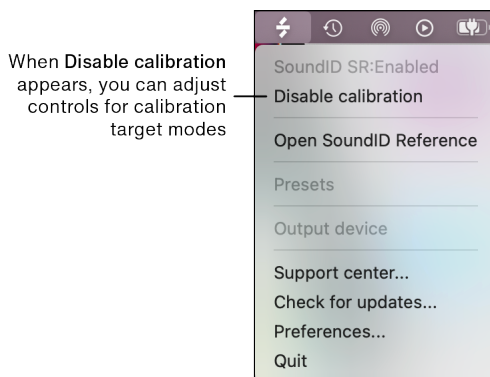 When Disable calibration
appears, you can adjust
controls for calibration
target modes
SoundID SR:Enabled
Disable calibration
Open SoundID Reference
Presets
Output device
Support center...
Check for updates...
Preferences...
Quit